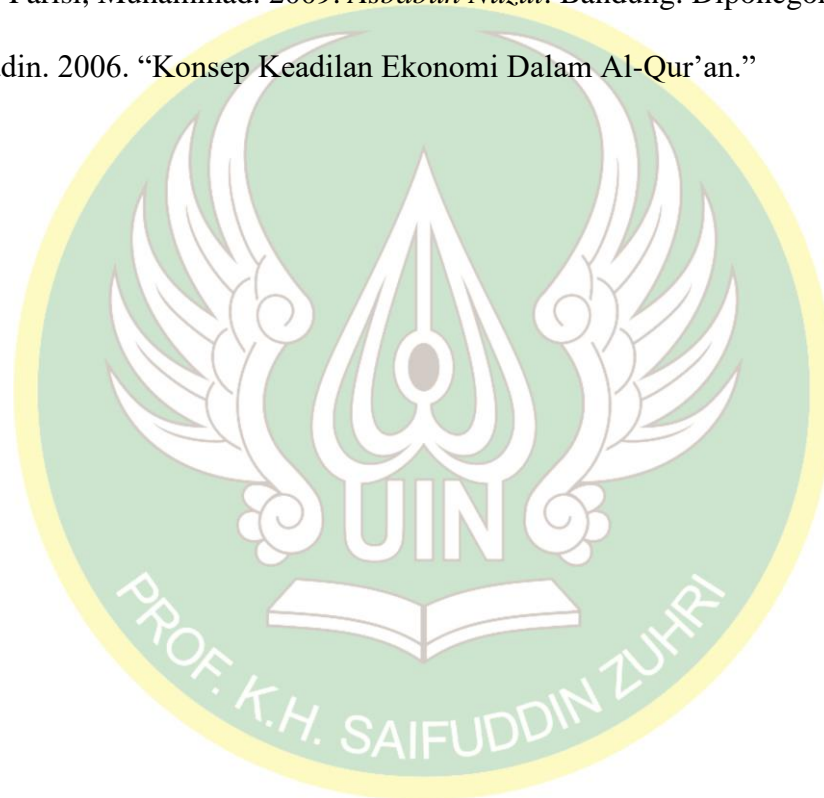 Farisi, Muhammad. 2009. Asbabun Nuzul. Bandung: Diponegor
din. 2006. “Konsep Keadilan Ekonomi Dalam Al-Qur’an.”
UIN
PROF. K.H. SAIFUDDIN ZUHRI